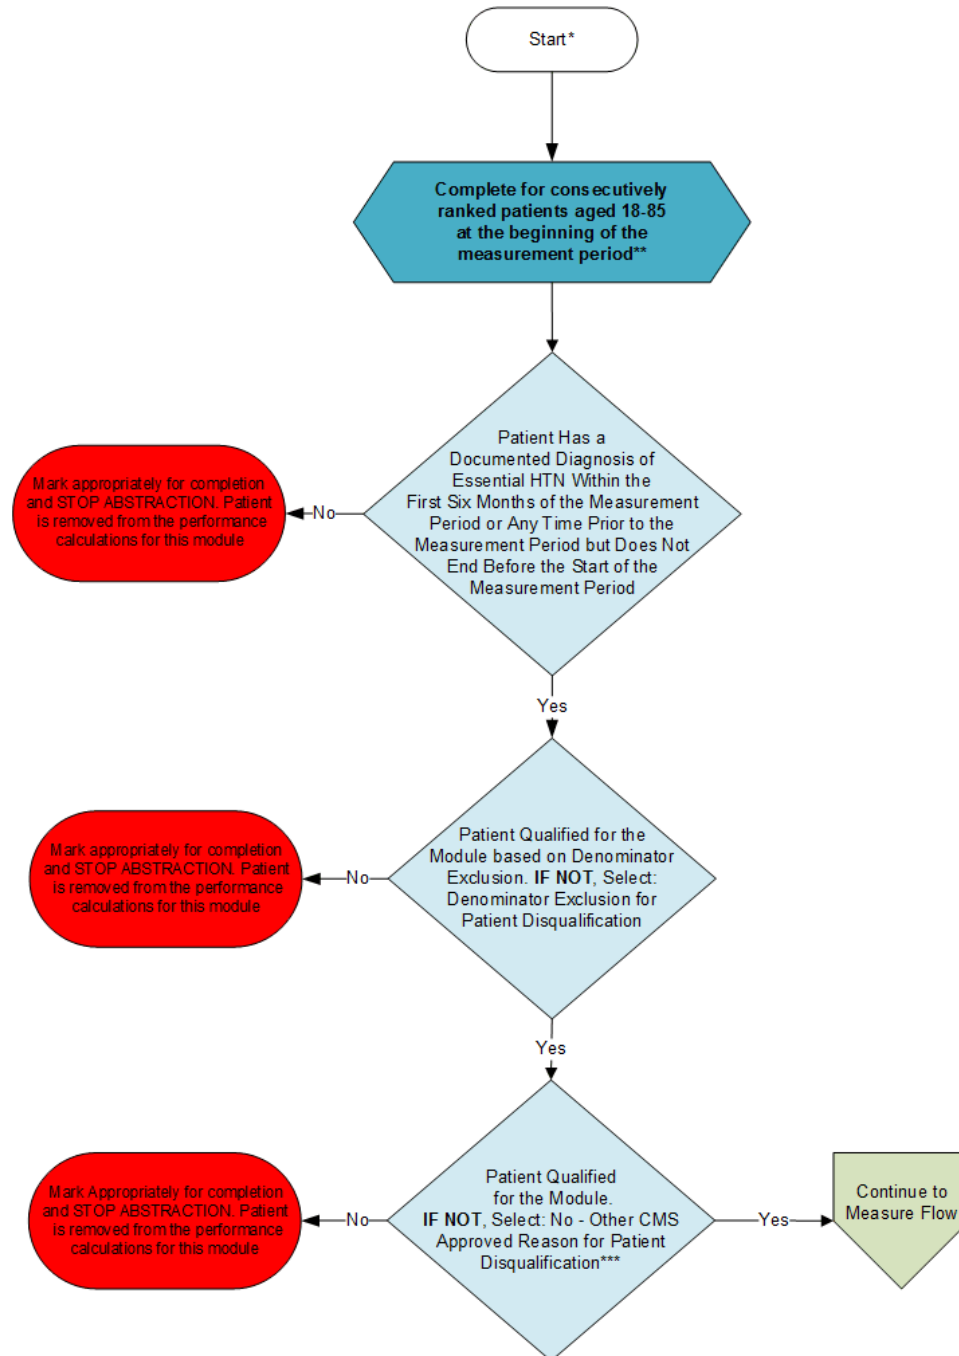 Start*
Complete for consecutively
ranked patients aged 18-85
at the beginning of the
measurement period**
Patient Has a
Documented Diagnosis of
Essential HTN Within the
First Six Months of the Measurement
Period or Any Time Prior to the
Measurement Period but Does Not
End Before the Start of the
Measurement Period
No
Mark appropriately for completion
and STOP ABSTRACTION. Patient
is removed from the performance
calculations for this module
Yes
Patient Qualified for the
Module based on Denominator
Exclusion. IF NOT, Select:
Denominator Exclusion for
Patient Disqualification
No
Mark appropriately for completion
and STOP ABSTRACTION. Patient
is removed from the performance
calculations for this module
Yes
Patient Qualified
for the Module.
IF NOT, Select: No - Other CMS
Approved Reason for Patient
Disqualification***
No
Mark Appropriately for completion
and STOP ABSTRACTION. Patient
is removed from the performance
calculations for this module
Yes
Continue to
Measure Flow